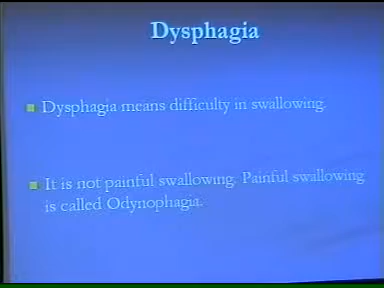 Dysphagia
Dysphagia means difficulty in swallowing.
It is not painful swallowing. Painful swallowing
is called Odynophagia.